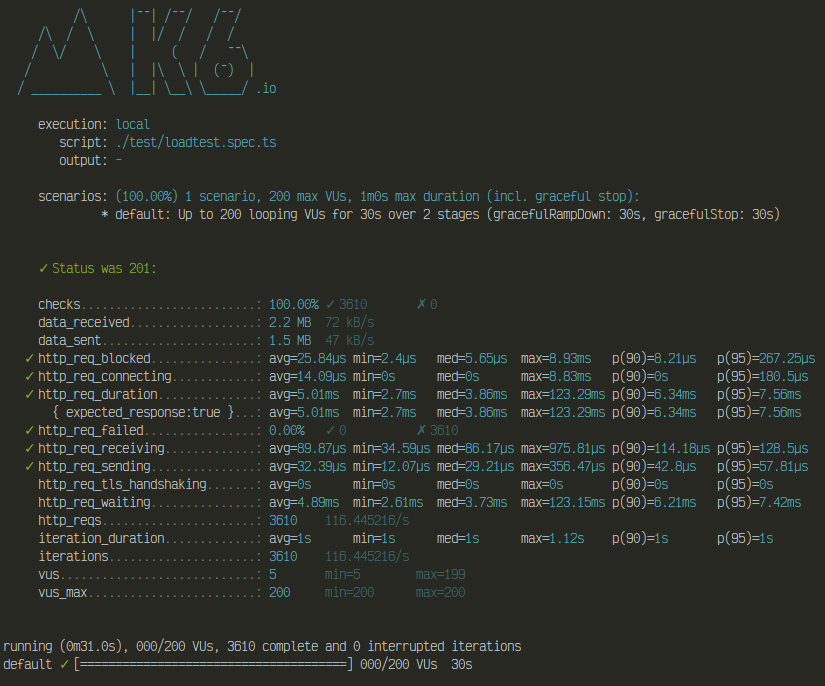 /\      |‾‾| /‾‾/   /‾‾/
     /\  /  \     |  |/  /   /  /
    /  \/    \    |     (   /   ‾‾\
   /          \   |  |\  \ |  (‾)  |
  / __________ \  |__| \__\ \_____/ .io
execution: local
script: ./test/loadtest.spec.ts
output: -
scenarios: (100.00%) 1 scenario, 200 max VUs, 1m0s max duration (incl. graceful stop):
* default: Up to 200 looping VUs for 30s over 2 stages (gracefulRampDown: 30s, gracefulStop: 30s)
✓ Status was 201:
checks.........................: 100.00% ✓ 3610 ✗ 0
data_received..................: 2.2 MB 72 kB/s
data_sent......................: 1.5 MB 47 kB/s
✓ http_req_blocked...............: avg=25.84µs min=2.4µs med=5.65µs max=8.93ms p(90)=8.21µs p(95)=267.25µs
✓ http_req_connecting............: avg=14.09µs min=0s med=0s max=8.83ms p(90)=0s p(95)=180.5µs
✓ http_req_duration..............: avg=5.01ms min=2.7ms med=3.86ms max=123.29ms p(90)=6.34ms p(95)=7.56ms
{ expected_response:true }...: avg=5.01ms min=2.7ms med=3.86ms max=123.29ms p(90)=6.34ms p(95)=7.56ms
✓ http_req_failed................: 0.00% ✓ 0 ✗ 3610
✓ http_req_receiving.............: avg=89.87µs min=34.59µs med=86.17µs max=975.81µs p(90)=114.18µs p(95)=128.5µs
✓ http_req_sending...............: avg=32.39µs min=12.07µs med=29.21µs max=356.47µs p(90)=42.8µs p(95)=57.81µs
http_req_tls_handshaking.......: avg=0s min=0s med=0s max=0s p(90)=0s p(95)=0s
http_req_waiting...............: avg=4.89ms min=2.61ms med=3.73ms max=123.15ms p(90)=6.21ms p(95)=7.42ms
http_reqs......................: 3610 116.445216/s
iteration_duration.............: avg=1s min=1s med=1s max=1.12s p(90)=1s p(95)=1s
iterations.....................: 3610 116.445216/s
vus............................: 5 min=5 max=199
vus_max........................: 200 min=200 max=200
running (0m31.0s), 000/200 VUs, 3610 complete and 0 interrupted iterations
default ✓ [======================================] 000/200 VUs 30s